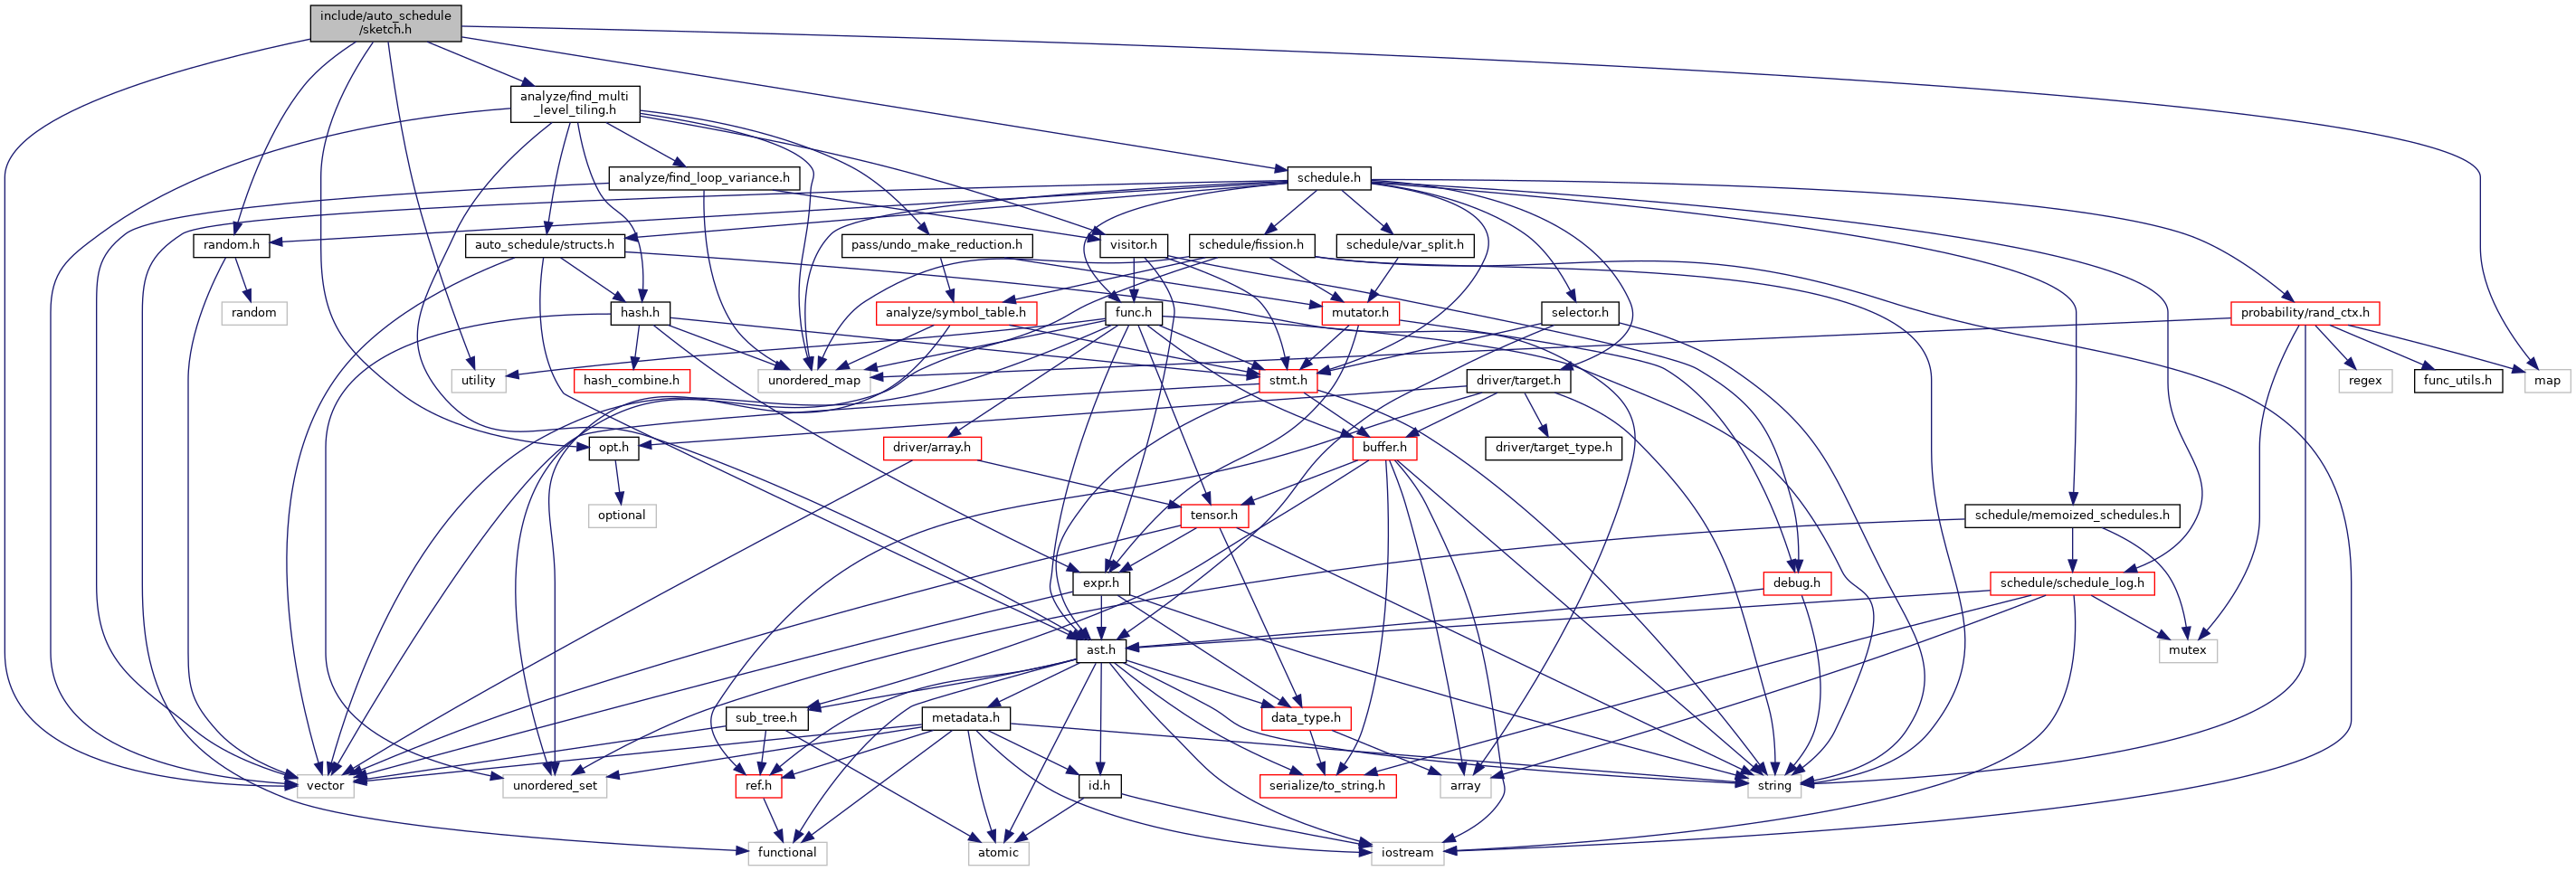 include/auto_schedule
/sketch.h
analyze/find_multi
_level_tiling.h
analyze/find_loop_variance.h
schedule.h
random.h
auto_schedule/structs.h
pass/undo_make_reduction.h
visitor.h
schedule/fission.h
schedule/var_split.h
random
hash.h
analyze/symbol_table.h
func.h
mutator.h
selector.h
probability/rand_ctx.h
utility
hash_combine.h
unordered_map
stmt.h
driver/target.h
regex
func_utils.h
map
opt.h
driver/array.h
buffer.h
driver/target_type.h
optional
tensor.h
schedule/memoized_schedules.h
expr.h
debug.h
schedule/schedule_log.h
ast.h
mutex
sub_tree.h
metadata.h
data_type.h
vector
unordered_set
ref.h
id.h
serialize/to_string.h
array
string
functional
atomic
iostream